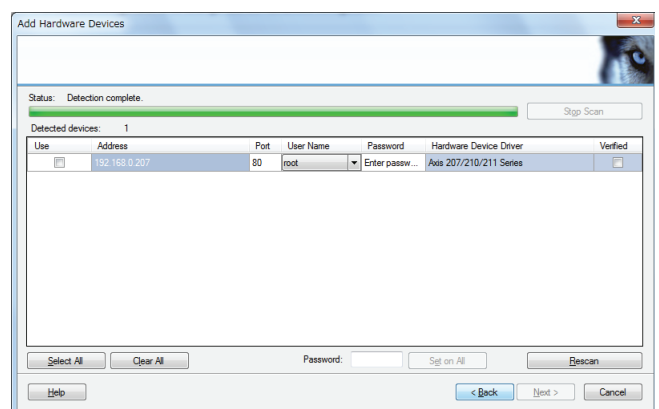 Add Hardware Devices
Status: Detection complete.
Stop Scan
Detected devices: 1
Use Address Port User Name Password Hardware Device Driver Verified
192.168.0.207 80 root Enter passw... Axis 207/210/211 Series
Select All Clear All Password: Set on All Rescan
Help < Back Next > Cancel